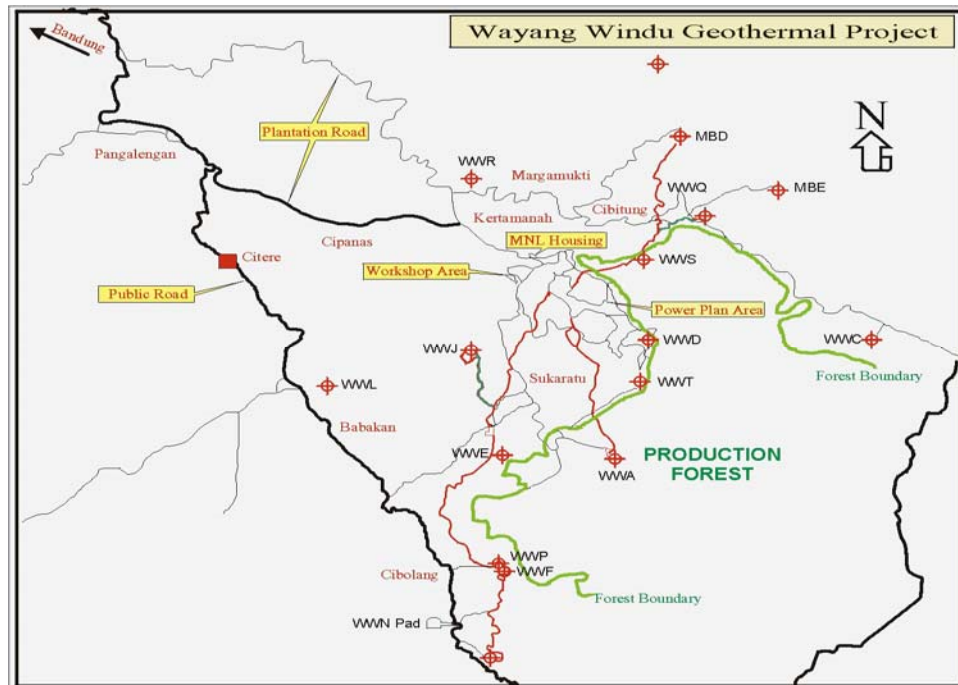 Wayang Windu Geothermal Project
Bandung
N
MBD
Plantation Road
Pangalengan
WWR
Margamukti
WWQ
MBE
Kertamanah
Cibitung
Cipanas
MNL Housing
Citere
Workshop Area
WWS
Public Road
Power Plan Area
WWJ
WWD
WWC
Sukaratu
WWL
WWT
Forest Boundary
Babakan
WWE
PRODUCTION
FOREST
WWA
WWP
Cibolang
WWF
Forest Boundary
WWN Pad